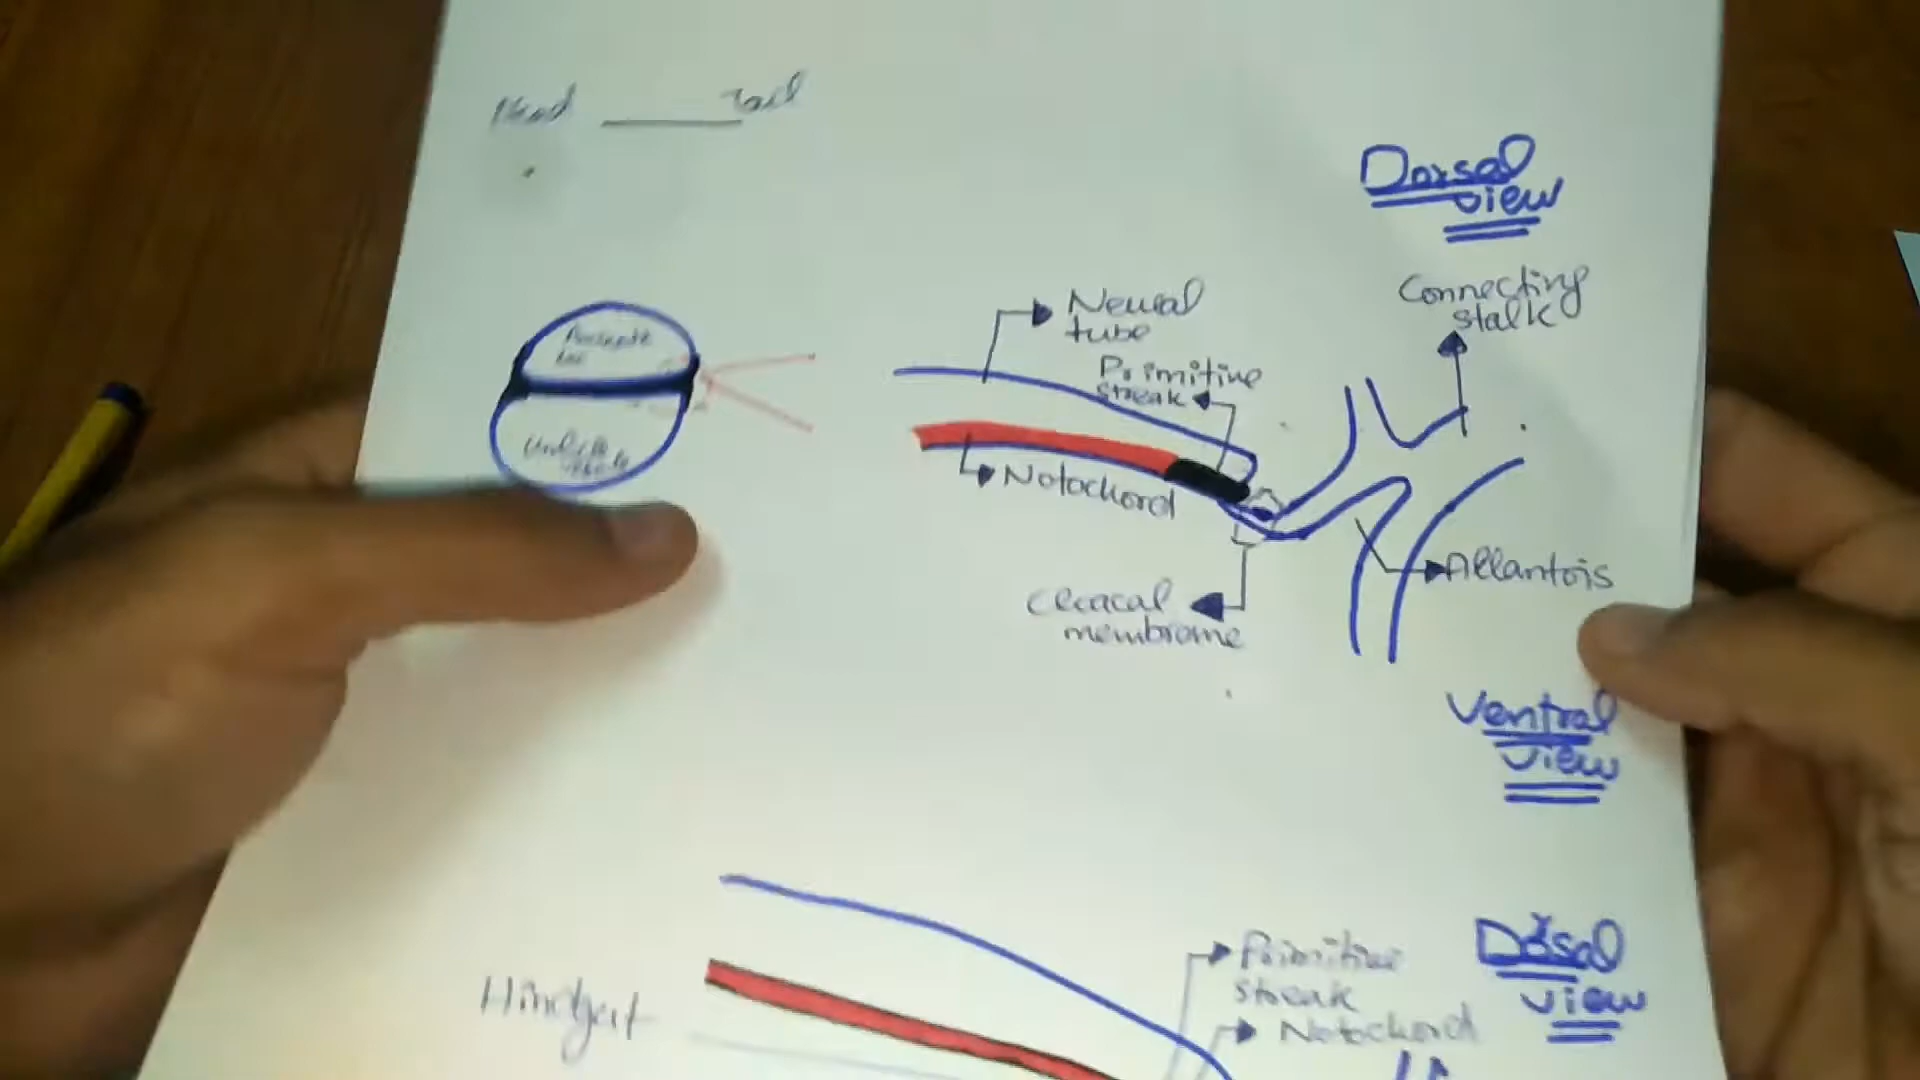 Head Tail
Dorsal
view
Connecting
stalk
Neural
tube
Primitive
streak
Notochord
Allantois
Cloacal
membrane
Ventral
view
Dorsal
view
Primitive
streak
Notochord
Hindgut